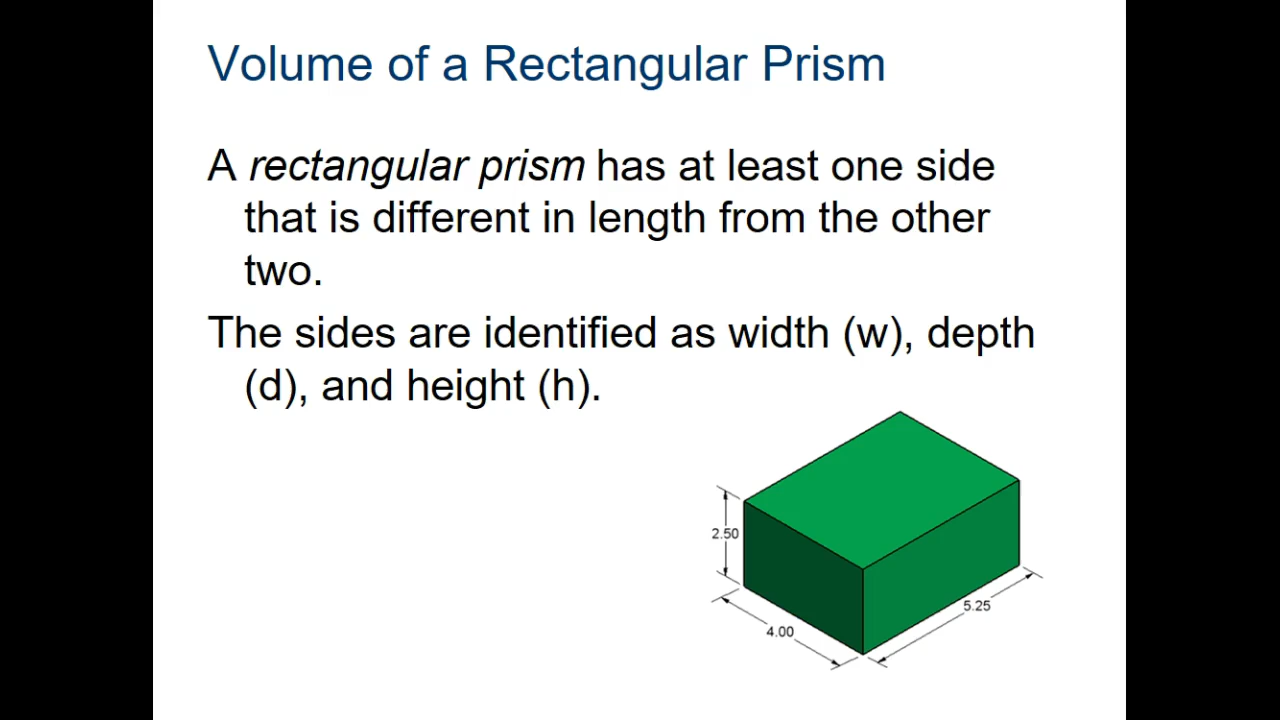 Volume of a Rectangular Prism
A rectangular prism has at least one side
that is different in length from the other
two.
The sides are identified as width (w), depth
(d), and height (h).
2.50
4.00
5.25